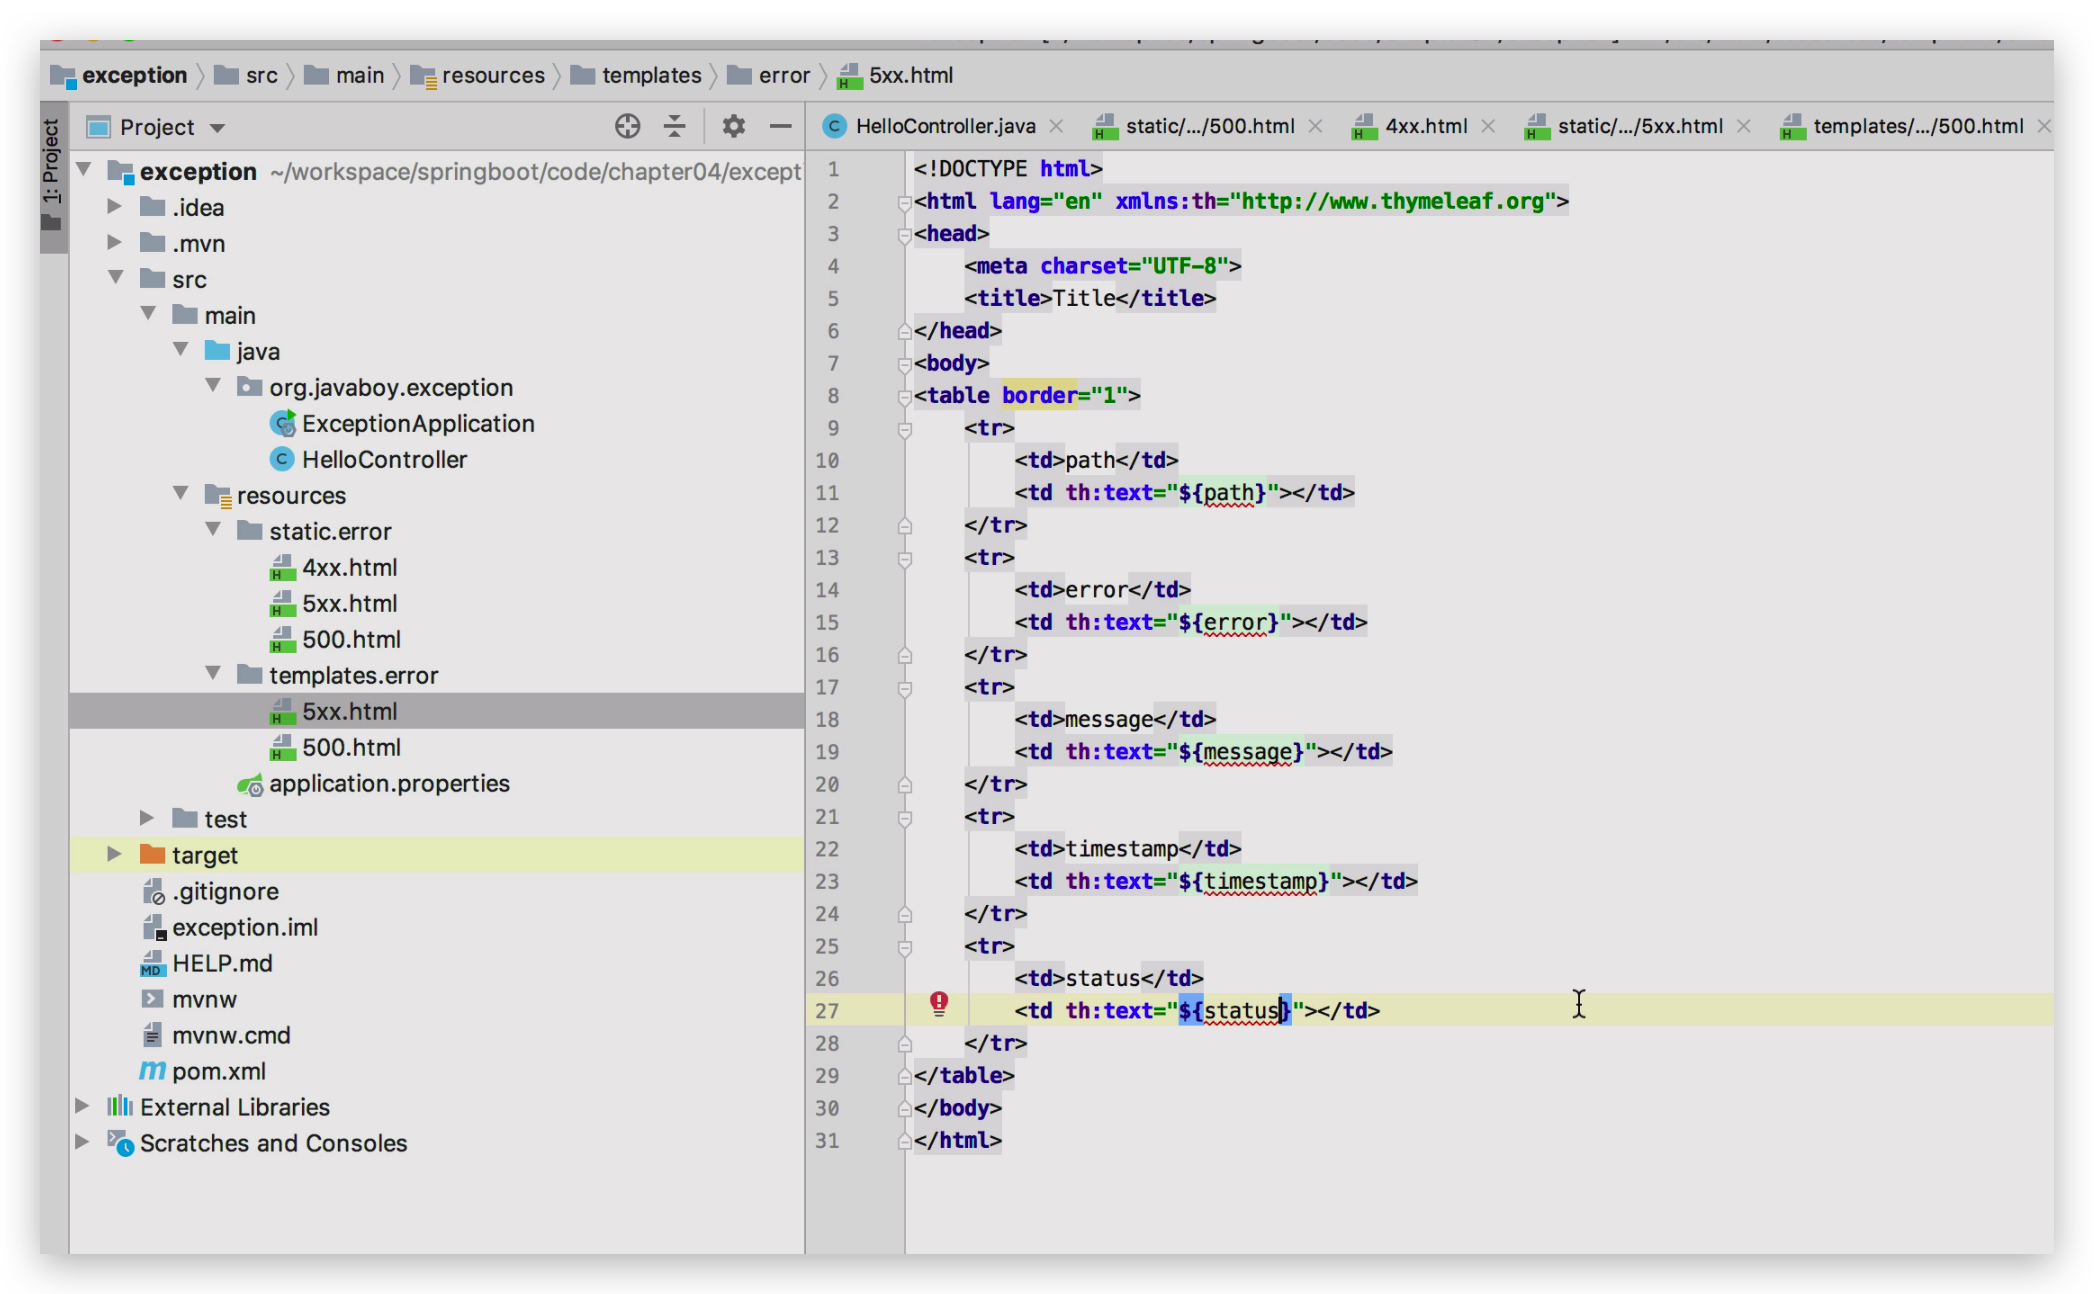 exception src main resources templates error 5xx.html
1: Project
Project
HelloController.java static/.../500.html 4xx.html static/.../5xx.html templates/.../500.html
exception ~/workspace/springboot/code/chapter04/except
.idea
.mvn
src
main
java
org.javaboy.exception
ExceptionApplication
HelloController
resources
static.error
4xx.html
5xx.html
500.html
templates.error
5xx.html
500.html
application.properties
test
target
.gitignore
exception.iml
HELP.md
mvnw
mvnw.cmd
pom.xml
External Libraries
Scratches and Consoles
1 <!DOCTYPE html>
2 <html lang="en" xmlns:th="http://www.thymeleaf.org">
3 <head>
4 <meta charset="UTF-8">
5 <title>Title</title>
6 </head>
7 <body>
8 <table border="1">
9 <tr>
10 <td>path</td>
11 <td th:text="${path}"></td>
12 </tr>
13 <tr>
14 <td>error</td>
15 <td th:text="${error}"></td>
16 </tr>
17 <tr>
18 <td>message</td>
19 <td th:text="${message}"></td>
20 </tr>
21 <tr>
22 <td>timestamp</td>
23 <td th:text="${timestamp}"></td>
24 </tr>
25 <tr>
26 <td>status</td>
27 <td th:text="${status}"></td>
28 </tr>
29 </table>
30 </body>
31 </html>